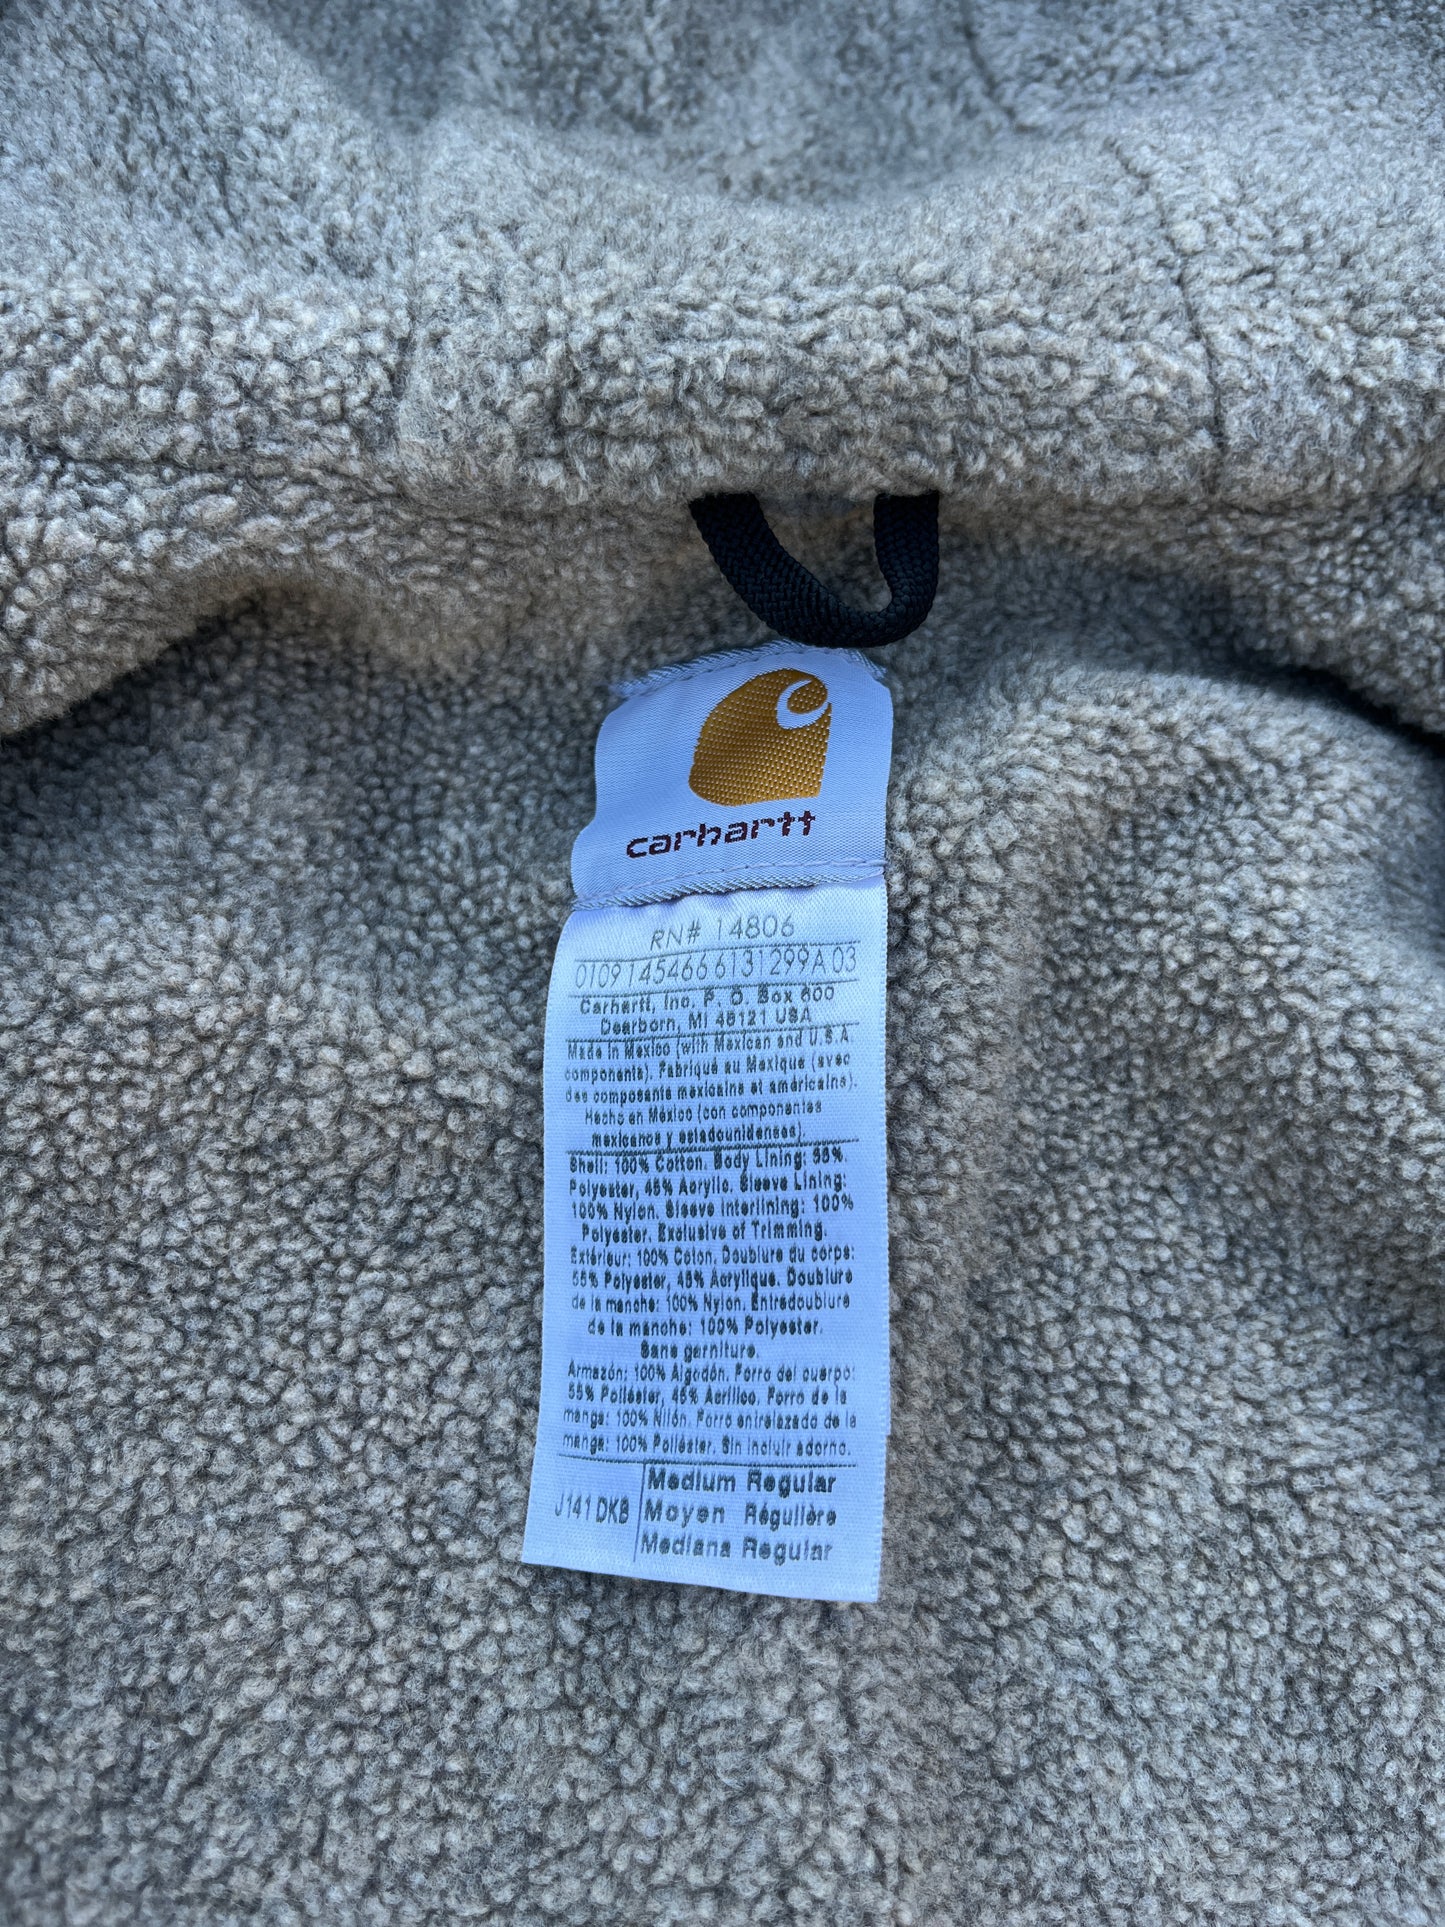 carhartt
RN# 14806
0109145466613 1299A 03
Carhartt, Inc. P. O. Box 600
Dearborn, MI 48121 USA
Made in Mexico (with Mexican and U.S.A.
components). Fabriqué au Mexique (avec
des composants mexicains et américains).
Hecho en México (con componentes
mexicanos y estadounidenses).
Shell: 100% Cotton. Body Lining: 55%
Polyester, 45% Acrylic. Sleeve Lining:
100% Nylon. Sleeve Interlining: 100%
Polyester. Exclusive of Trimming.
Extérieur: 100% Coton. Doublure du corps:
55% Polyester, 45% Acrylique. Doublure
de la manche: 100% Nylon. Entredoublure
de la manche: 100% Polyester.
Sans garniture.
Armazón: 100% Algodón. Forro del cuerpo:
55% Poliéster, 45% Acrílico. Forro de la
manga: 100% Nilón. Forro entrelazado de la
manga: 100% Poliéster. Sin incluir adorno.
J141 DKB
Medium Regular
Moyen Régulière
Mediana Regular